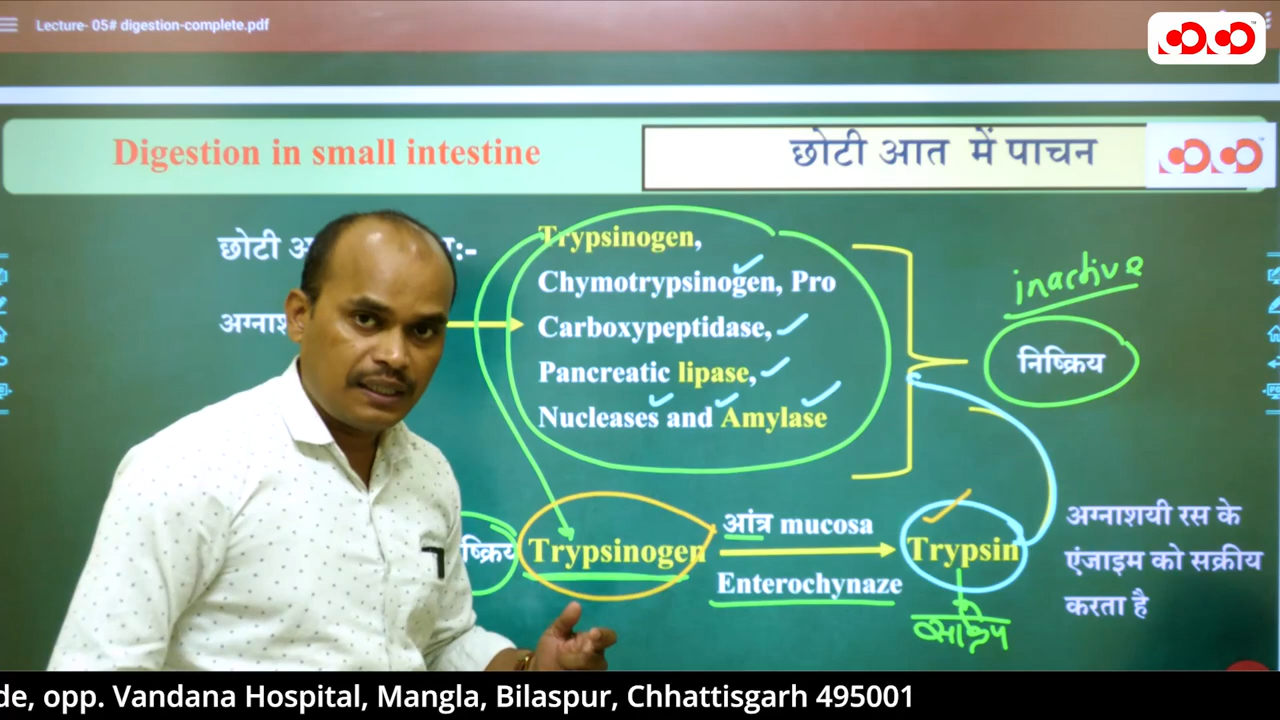 Lecture- 05# digestion-complete.pdf
Digestion in small intestine
छोटी आत में पाचन
छोटी :-
Trypsinogen,
Chymotrypsinogen, Pro
Carboxypeptidase,
Pancreatic lipase,
Nucleases and Amylase
inactive
निष्क्रिय
Trypsinogen
आंत्र mucosa
Enterochynaze
Trypsin
अग्नाशयी रस के
एंजाइम को सक्रीय
करता है
opp. Vandana Hospital, Mangla, Bilaspur, Chhattisgarh 495001